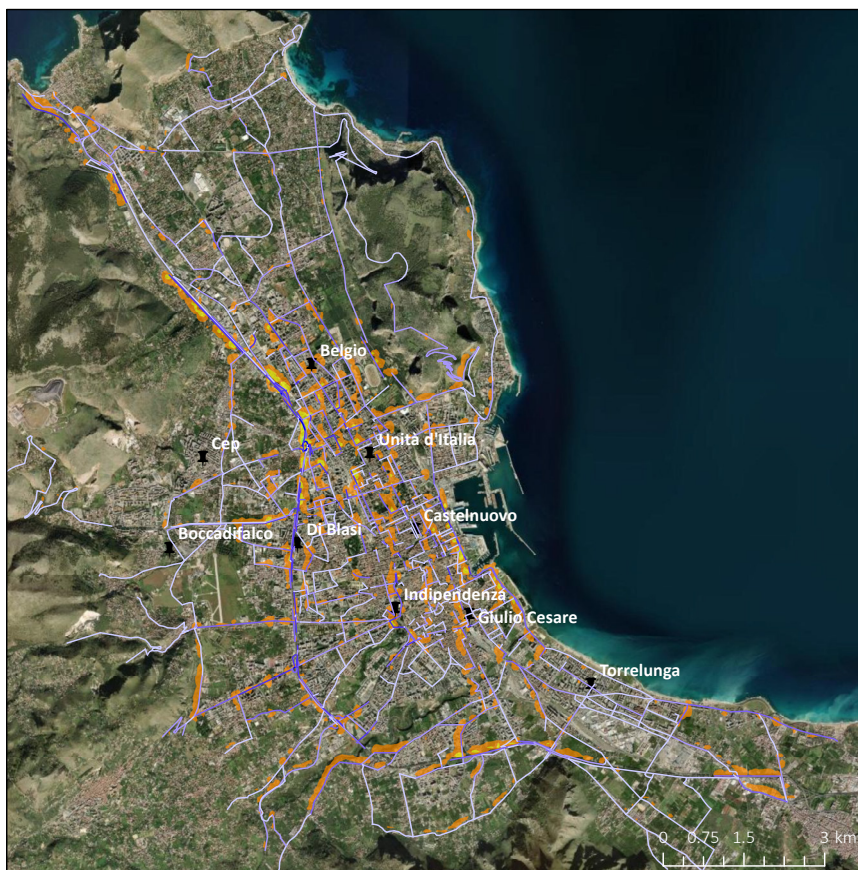 Belgio
Cep
Unità d'Italia
Castelnuovo
Boccadifalco
Di Blasi
Indipendenza
Giulio Cesare
Torrelunga
0 0.75 1.5 3 km